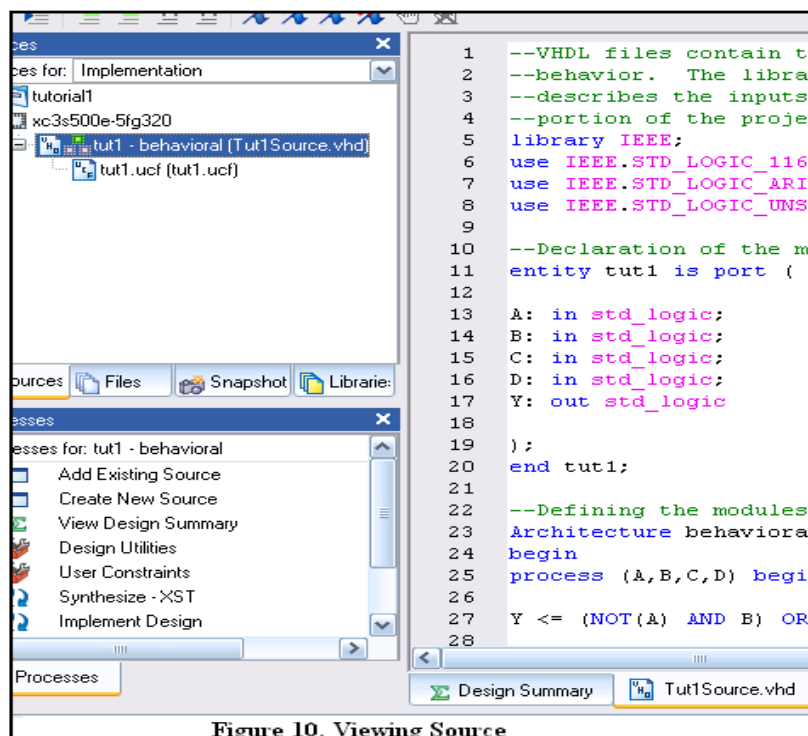 ces
ces for: Implementation
tutorial1
xc3s500e-5fg320
tut1 - behavioral (Tut1Source.vhd)
tut1.ucf (tut1.ucf)
ources Files Snapshot Libraries
esses
esses for: tut1 - behavioral
Add Existing Source
Create New Source
View Design Summary
Design Utilities
User Constraints
Synthesize - XST
Implement Design
Processes
1 --VHDL files contain t
2 --behavior. The libra
3 --describes the inputs
4 --portion of the proje
5 library IEEE;
6 use IEEE.STD_LOGIC_116
7 use IEEE.STD_LOGIC_ARI
8 use IEEE.STD_LOGIC_UNS
9
10 --Declaration of the m
11 entity tut1 is port (
12
13 A: in std_logic;
14 B: in std_logic;
15 C: in std_logic;
16 D: in std_logic;
17 Y: out std_logic
18
19 );
20 end tut1;
21
22 --Defining the modules
23 Architecture behaviora
24 begin
25 process (A,B,C,D) begi
26
27 Y <= (NOT(A) AND B) OR
28
Design Summary Tut1Source.vhd
Figure 10. Viewing Source